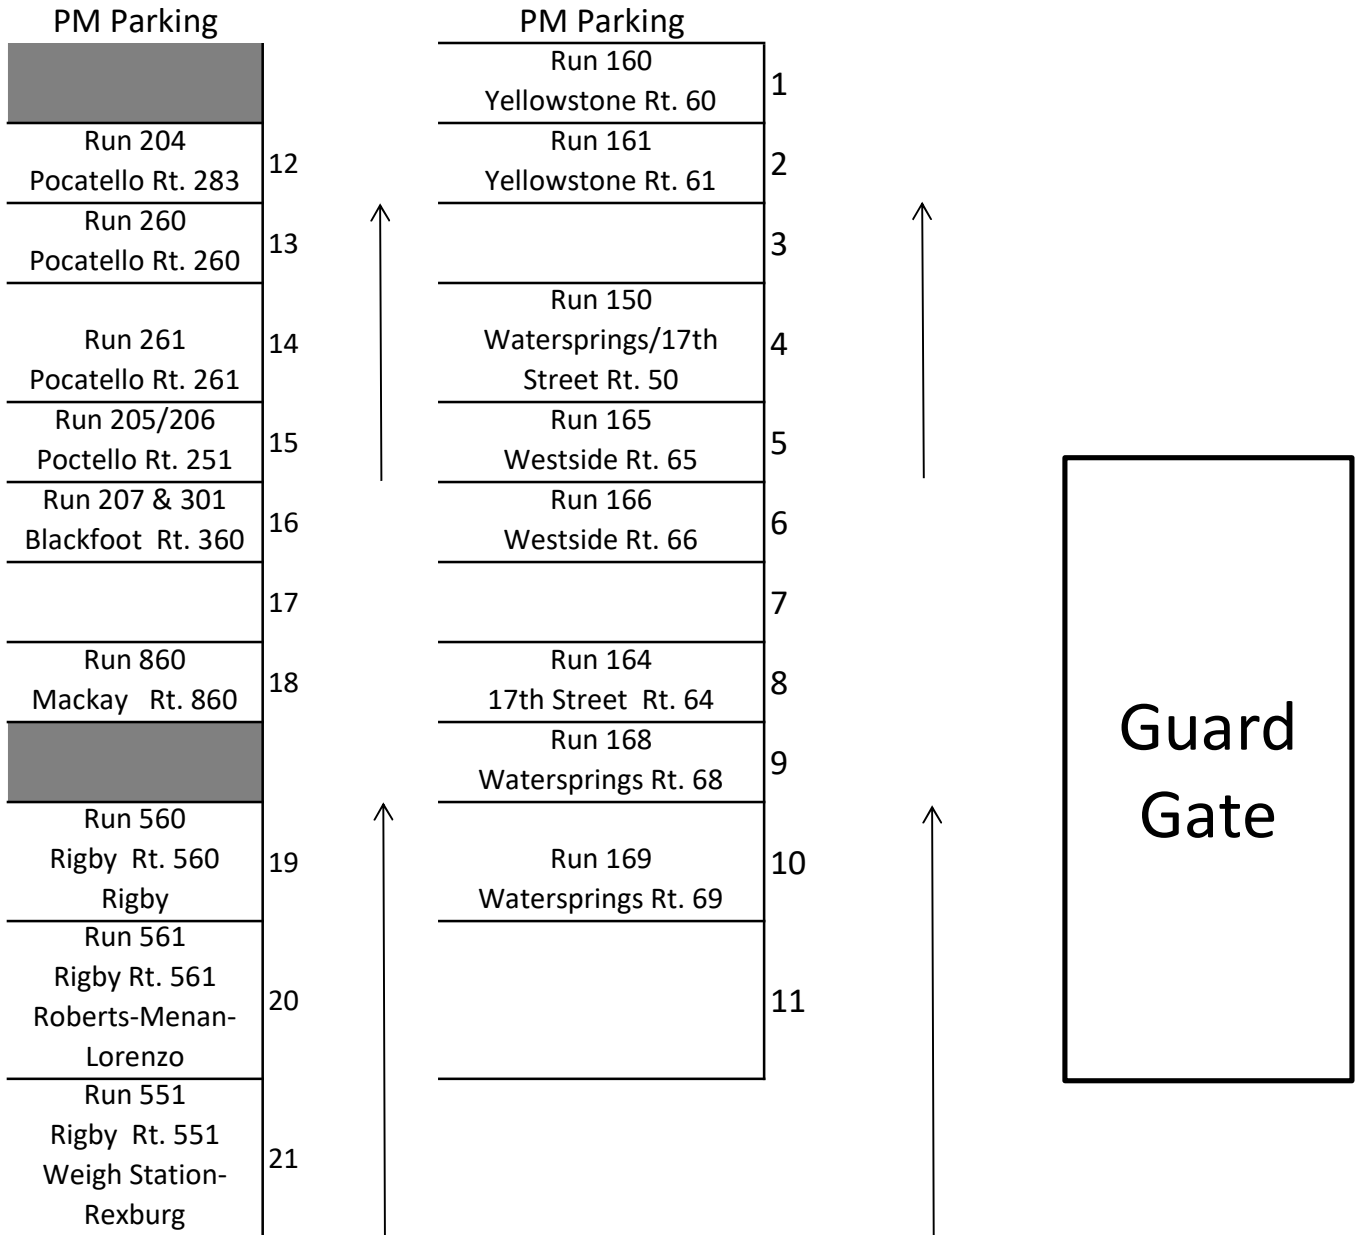 PM Parking
Run 204
Pocatello Rt. 283
12
Run 260
Pocatello Rt. 260
13
Run 261
Pocatello Rt. 261
14
Run 205/206
Poctello Rt. 251
15
Run 207 & 301
Blackfoot  Rt. 360
16
17
Run 860
Mackay   Rt. 860
18
Run 560
Rigby  Rt. 560
Rigby
19
Run 561
Rigby Rt. 561
Roberts-Menan-
Lorenzo
20
Run 551
Rigby  Rt. 551
Weigh Station-
Rexburg
21
PM Parking
Run 160
Yellowstone Rt. 60
1
Run 161
Yellowstone Rt. 61
2
3
Run 150
Watersprings/17th
Street Rt. 50
4
Run 165
Westside Rt. 65
5
Run 166
Westside Rt. 66
6
7
Run 164
17th Street  Rt. 64
8
Run 168
Watersprings Rt. 68
9
Run 169
Watersprings Rt. 69
10
11
Guard
Gate